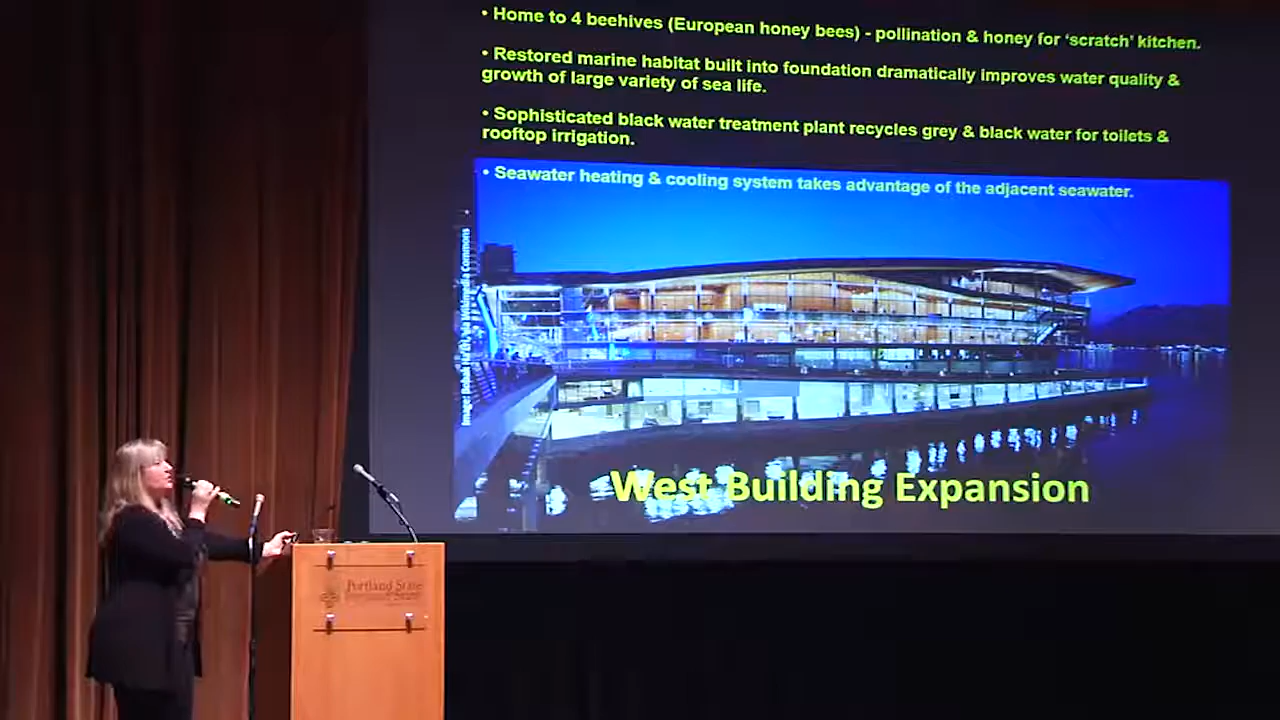 • Home to 4 beehives (European honey bees) - pollination & honey for ‘scratch’ kitchen.
• Restored marine habitat built into foundation dramatically improves water quality &
growth of large variety of sea life.
• Sophisticated black water treatment plant recycles grey & black water for toilets &
rooftop irrigation.
• Seawater heating & cooling system takes advantage of the adjacent seawater.
Wikimedia Commons
West Building Expansion
Portland State